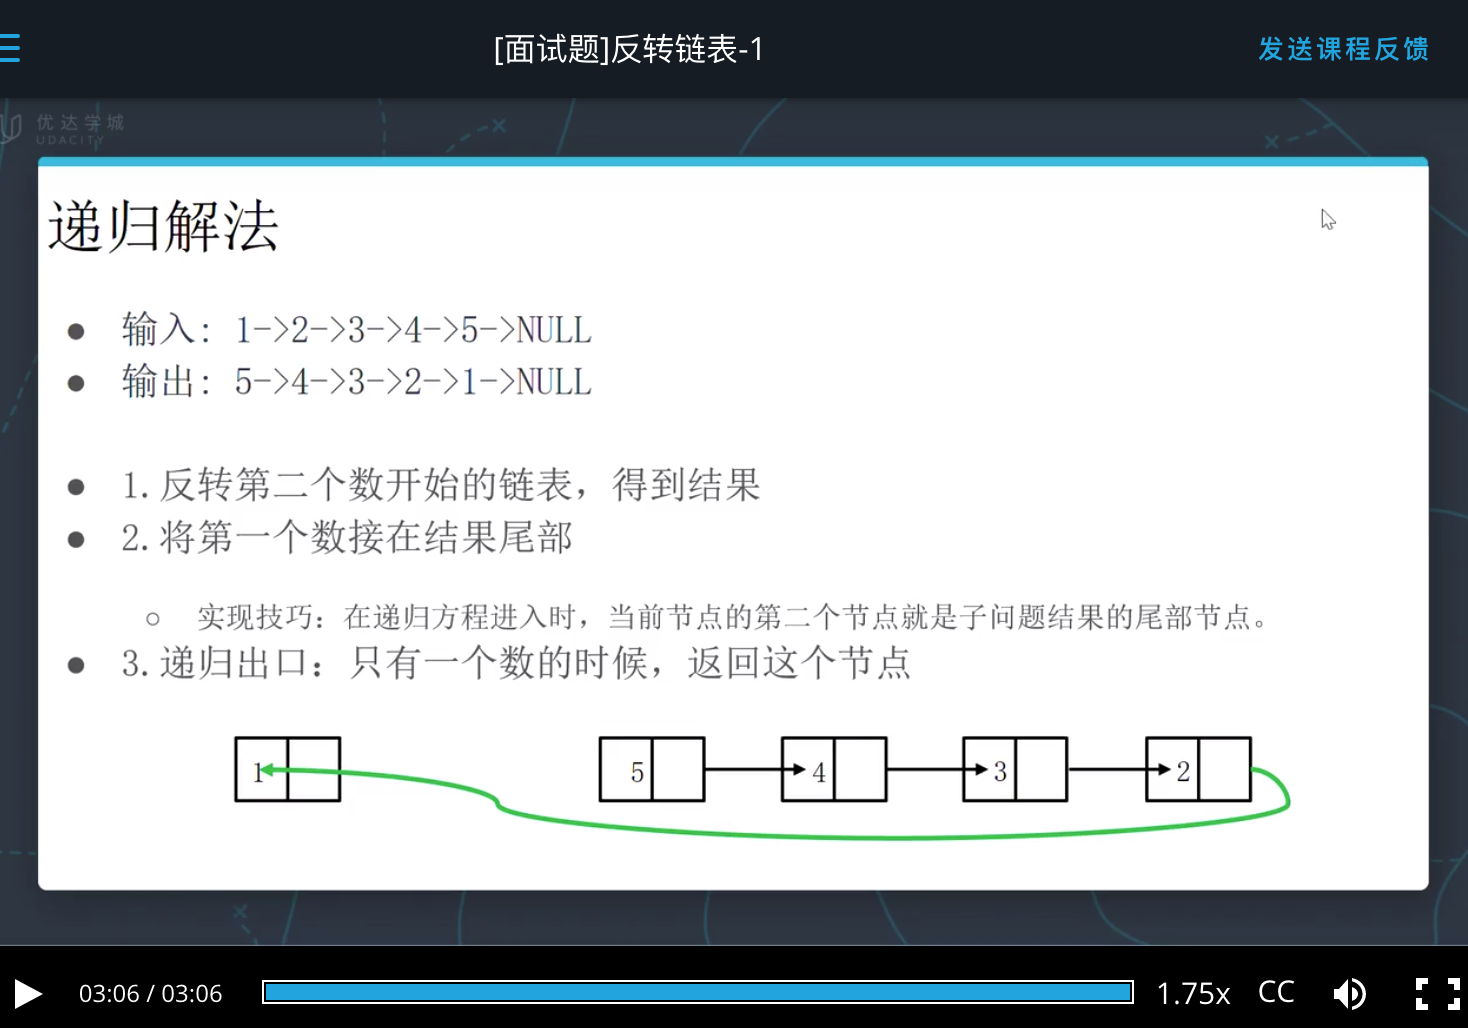 [面试题]反转链表-1
发送课程反馈
优达学城
UDACITY
递归解法
● 输入: 1->2->3->4->5->NULL
● 输出: 5->4->3->2->1->NULL
● 1.反转第二个数开始的链表，得到结果
● 2.将第一个数接在结果尾部
○ 实现技巧：在递归方程进入时，当前节点的第二个节点就是子问题结果的尾部节点。
● 3.递归出口：只有一个数的时候，返回这个节点
1 5 4 3 2
03:06 / 03:06 1.75x CC